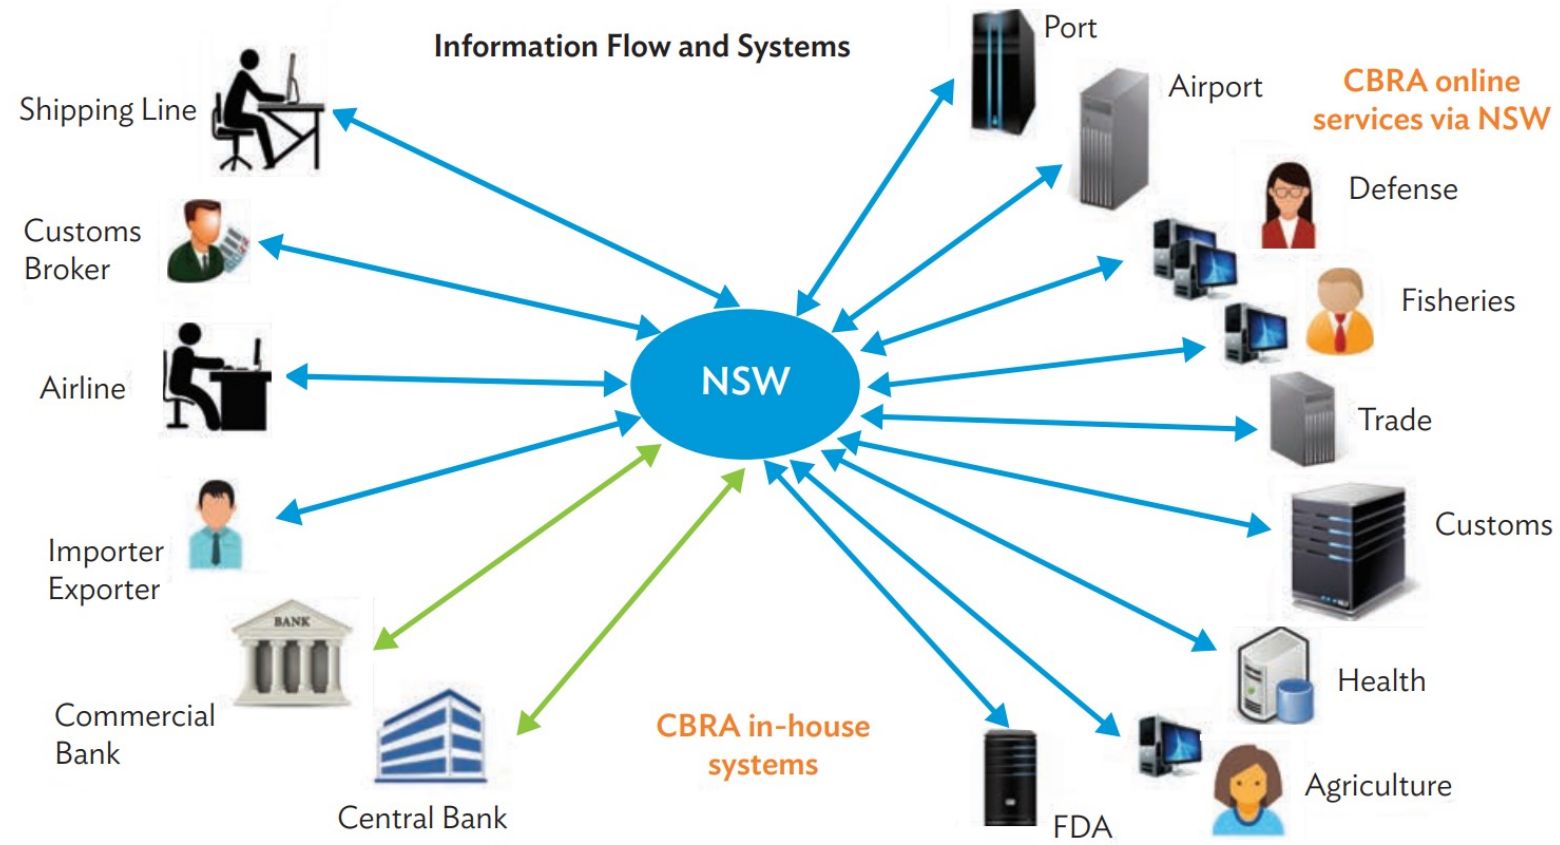 Information Flow and Systems
Port
Airport
CBRA online
services via NSW
Shipping Line
Defense
Customs
Broker
Fisheries
NSW
Airline
Trade
Customs
Importer
Exporter
BANK
Health
Commercial
Bank
CBRA in-house
systems
Agriculture
Central Bank
FDA